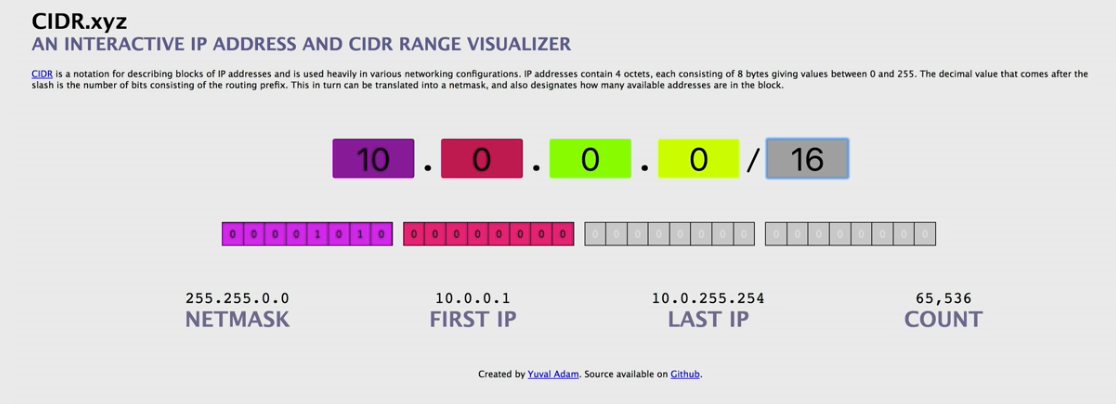 CIDR.xyz
AN INTERACTIVE IP ADDRESS AND CIDR RANGE VISUALIZER
CIDR is a notation for describing blocks of IP addresses and is used heavily in various networking configurations. IP addresses contain 4 octets, each consisting of 8 bytes giving values between 0 and 255. The decimal value that comes after the
slash is the number of bits consisting of the routing prefix. This in turn can be translated into a netmask, and also designates how many available addresses are in the block.
10 . 0 . 0 . 0 / 16
0 0 0 0 1 0 1 0 0 0 0 0 0 0 0 0 0 0 0 0 0 0 0 0 0 0 0 0 0 0 0 0
255.255.0.0 10.0.0.1 10.0.255.254 65,536
NETMASK FIRST IP LAST IP COUNT
Created by Yuval Adam. Source available on Github.